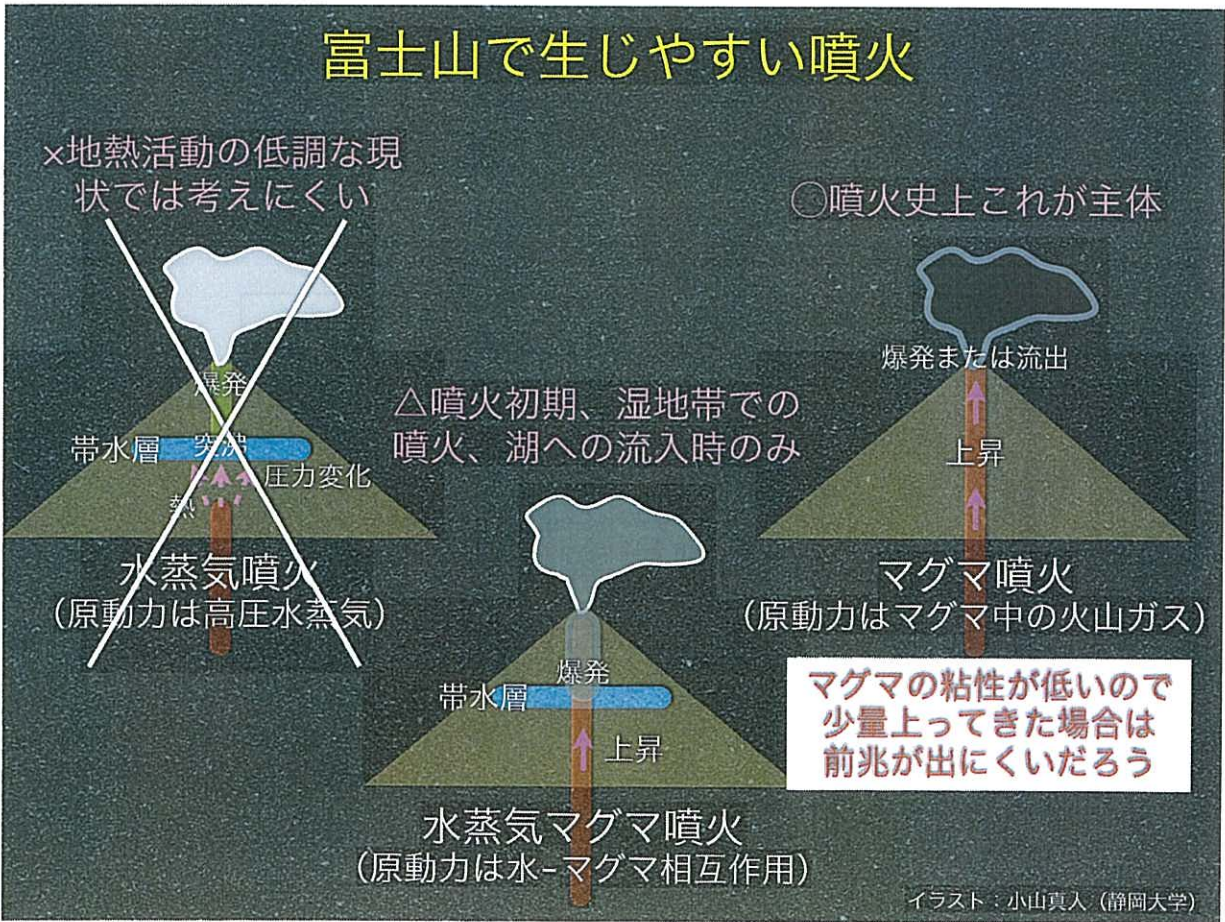 富士山で生じやすい噴火
×地熱活動の低調な現
状では考えにくい
爆発
帯水層
突沸
圧力変化
熱
水蒸気噴火
(原動力は高圧水蒸気)
△噴火初期、湿地帯での
噴火、湖への流入時のみ
爆発
帯水層
上昇
水蒸気マグマ噴火
(原動力は水-マグマ相互作用)
○噴火史上これが主体
爆発または流出
上昇
マグマ噴火
(原動力はマグマ中の火山ガス)
マグマの粘性が低いので
少量上ってきた場合は
前兆が出にくいだろう
イラスト：小山真人（静岡大学）